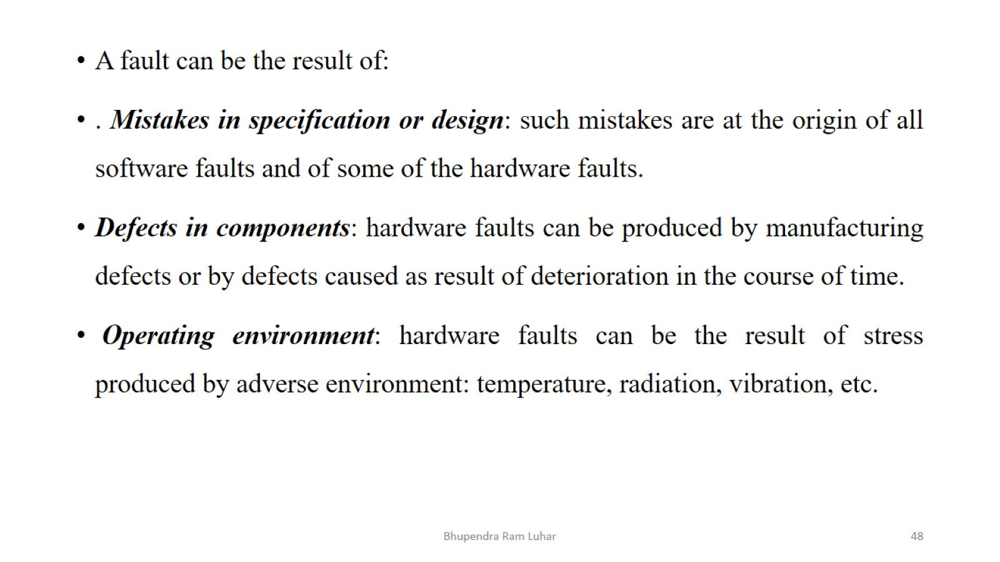 • A fault can be the result of:
• . Mistakes in specification or design: such mistakes are at the origin of all
software faults and of some of the hardware faults.
• Defects in components: hardware faults can be produced by manufacturing
defects or by defects caused as result of deterioration in the course of time.
• Operating environment: hardware faults can be the result of stress
produced by adverse environment: temperature, radiation, vibration, etc.
Bhupendra Ram Luhar
48